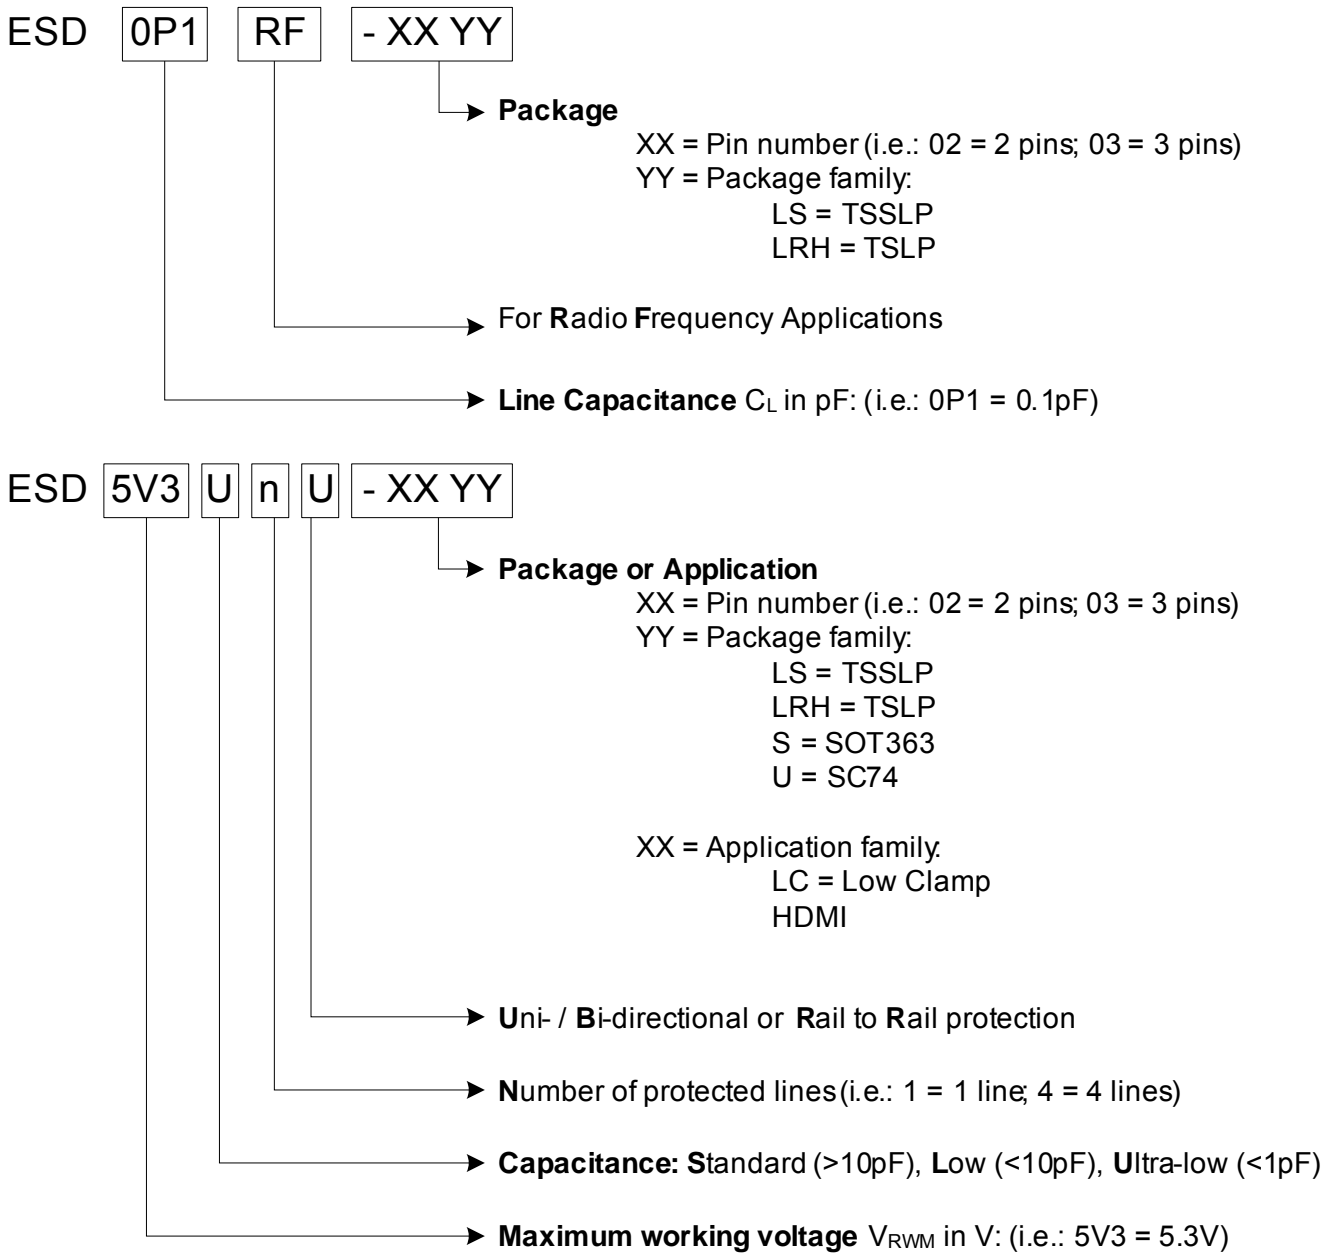 ESD 0P1 RF - XX YY
Package
XX = Pin number (i.e.: 02 = 2 pins; 03 = 3 pins)
YY = Package family:
LS = TSSLP
LRH = TSLP
For Radio Frequency Applications
Line Capacitance CL in pF: (i.e.: 0P1 = 0.1pF)
ESD 5V3 U n U - XX YY
Package or Application
XX = Pin number (i.e.: 02 = 2 pins; 03 = 3 pins)
YY = Package family:
LS = TSSLP
LRH = TSLP
S = SOT363
U = SC74
XX = Application family:
LC = Low Clamp
HDMI
Uni- / Bi-directional or Rail to Rail protection
Number of protected lines (i.e.: 1 = 1 line; 4 = 4 lines)
Capacitance: Standard (>10pF), Low (<10pF), Ultra-low (<1pF)
Maximum working voltage VRWM in V: (i.e.: 5V3 = 5.3V)